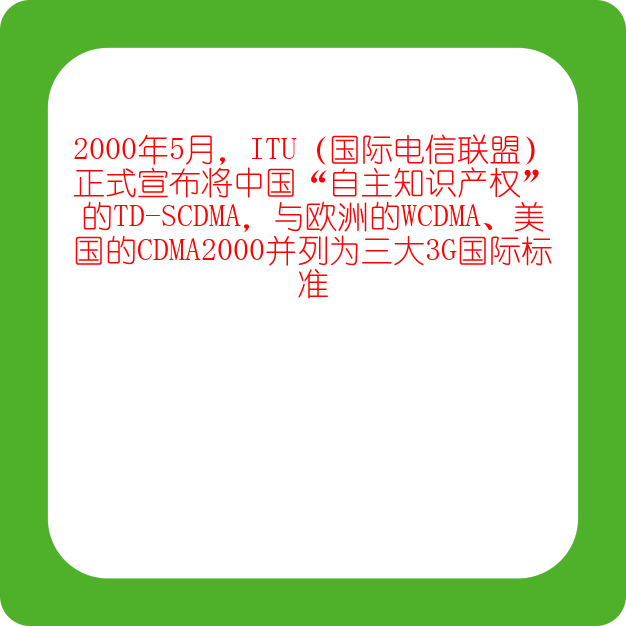 2000年5月，ITU（国际电信联盟）
正式宣布将中国“自主知识产权”
的TD-SCDMA，与欧洲的WCDMA、美
国的CDMA2000并列为三大3G国际标
准